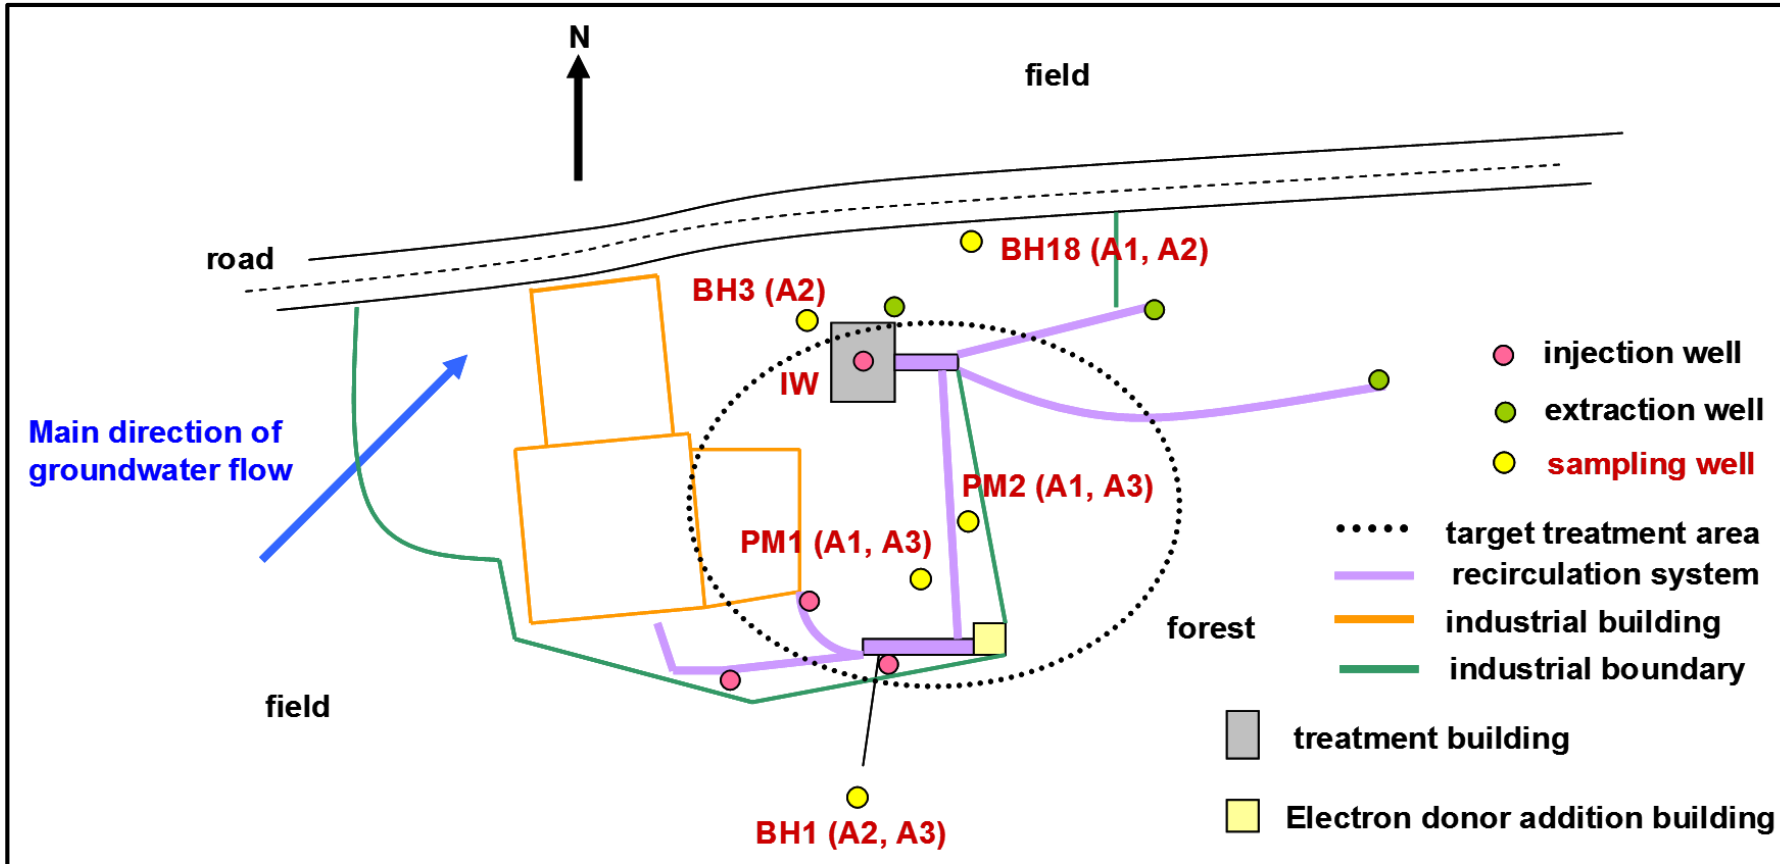 N
field
road
BH18 (A1, A2)
BH3 (A2)
IW
injection well
extraction well
sampling well
Main direction of
groundwater flow
PM2 (A1, A3)
PM1 (A1, A3)
target treatment area
recirculation system
forest
industrial building
industrial boundary
field
treatment building
BH1 (A2, A3)
Electron donor addition building